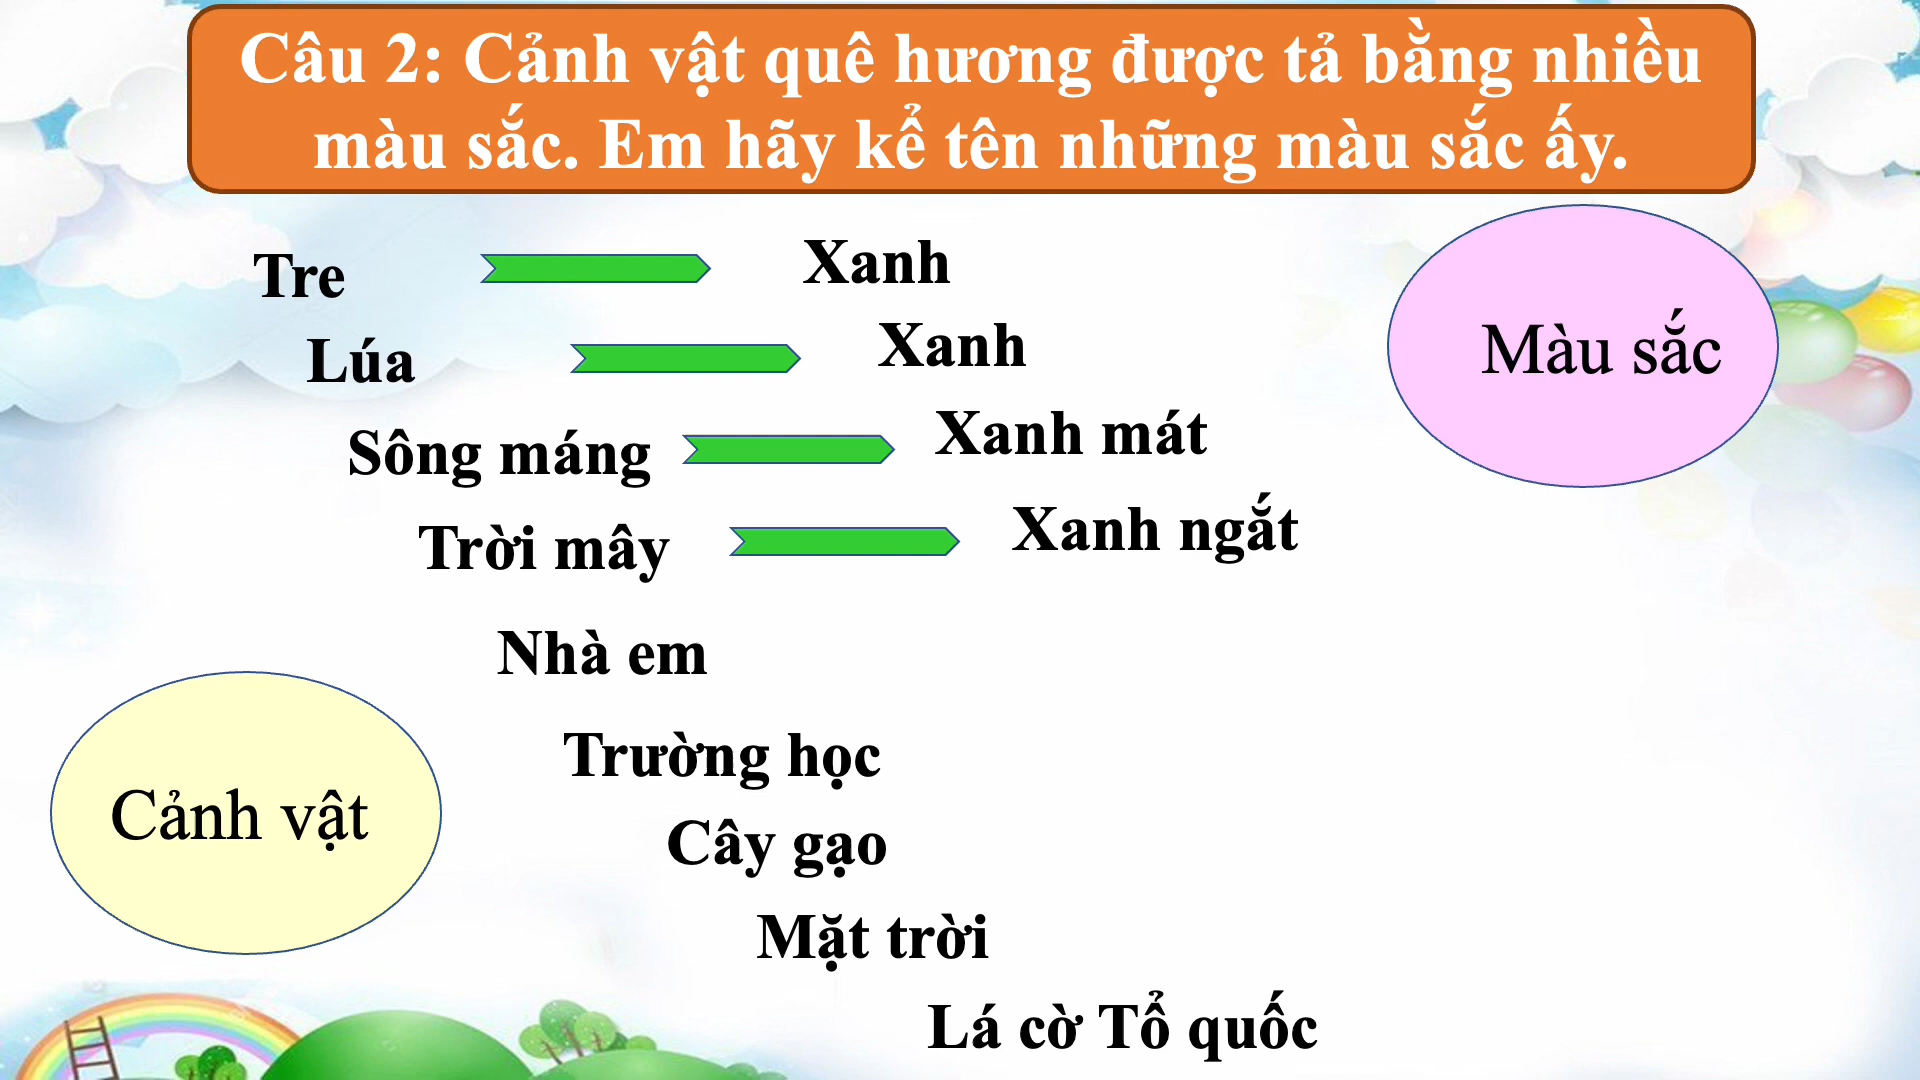 Câu 2: Cảnh vật quê hương được tả bằng nhiều
màu sắc. Em hãy kể tên những màu sắc ấy.
Tre
Xanh
Lúa
Xanh
Màu sắc
Sông máng
Xanh mát
Trời mây
Xanh ngắt
Nhà em
Trường học
Cảnh vật
Cây gạo
Mặt trời
Lá cờ Tổ quốc